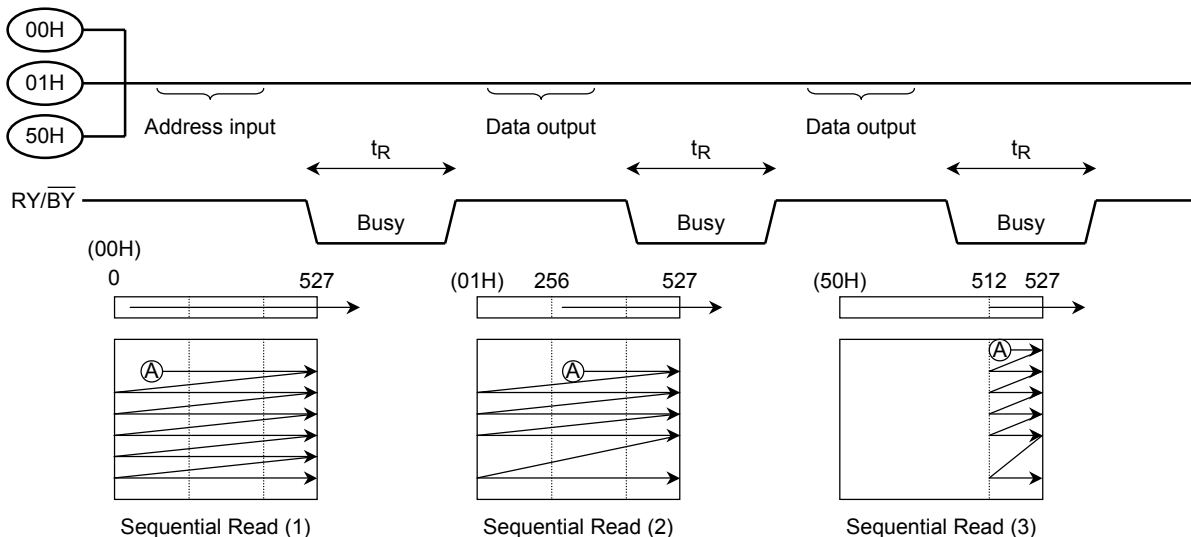 00H
01H
50H
Address input
Data output
Data output
tR
tR
tR
RY/BY
Busy
Busy
Busy
(00H)
0
527
(01H)
256
527
(50H)
512
527
A
A
A
Sequential Read (1)
Sequential Read (2)
Sequential Read (3)